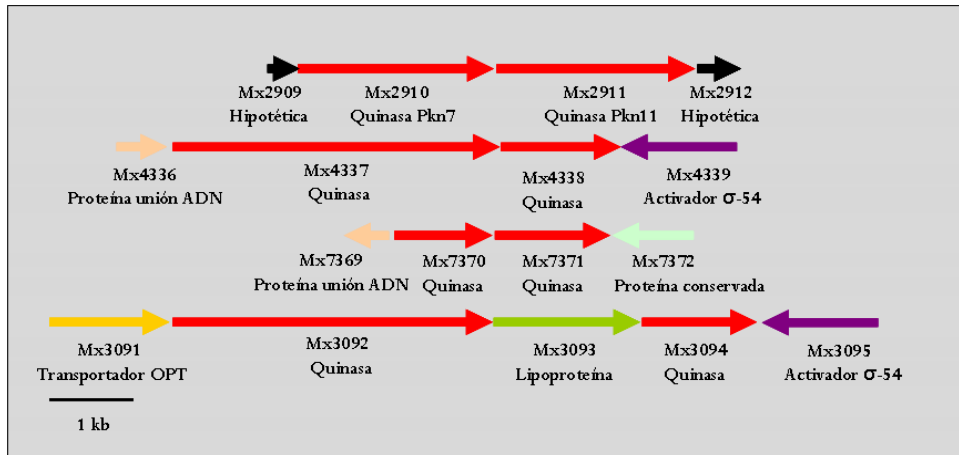 Mx2909 Mx2910 Mx2911 Mx2912
Hipotética Quinasa Pkn7 Quinasa Pkn11 Hipotética
Mx4336 Mx4337 Mx4338 Mx4339
Proteína unión ADN Quinasa Quinasa Activador σ-54
Mx7369 Mx7370 Mx7371 Mx7372
Proteína unión ADN Quinasa Quinasa Proteína conservada
Mx3091 Mx3092 Mx3093 Mx3094 Mx3095
Transportador OPT Quinasa Lipoproteína Quinasa Activador σ-54
1 kb